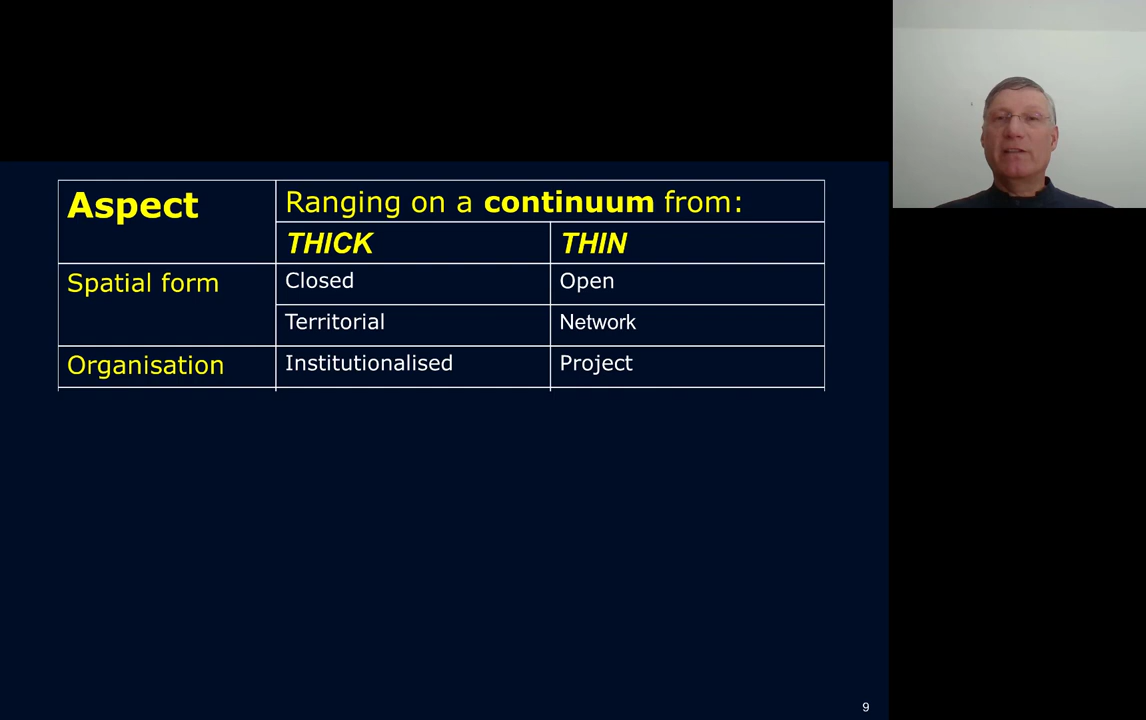 Aspect
Ranging on a continuum from:
THICK
THIN
Spatial form
Closed
Open
Territorial
Network
Organisation
Institutionalised
Project
9